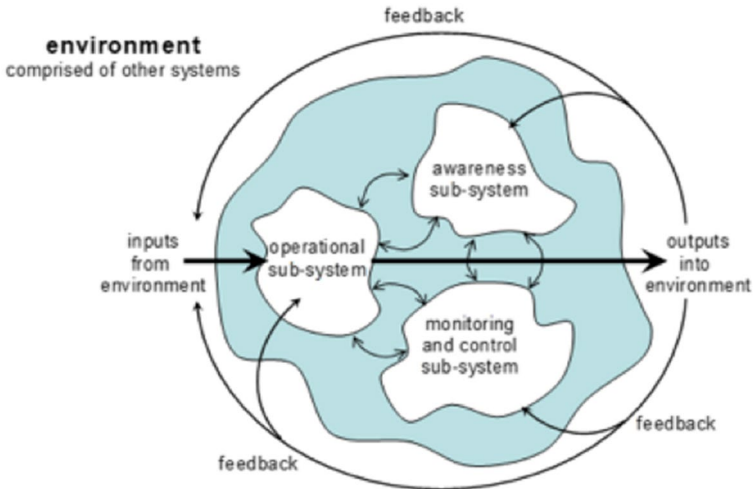 feedback
environment
comprised of other systems
awareness
sub-system
inputs
from
environment
operational
sub-system
outputs
into
environment
monitoring
and control
sub-system
feedback
feedback